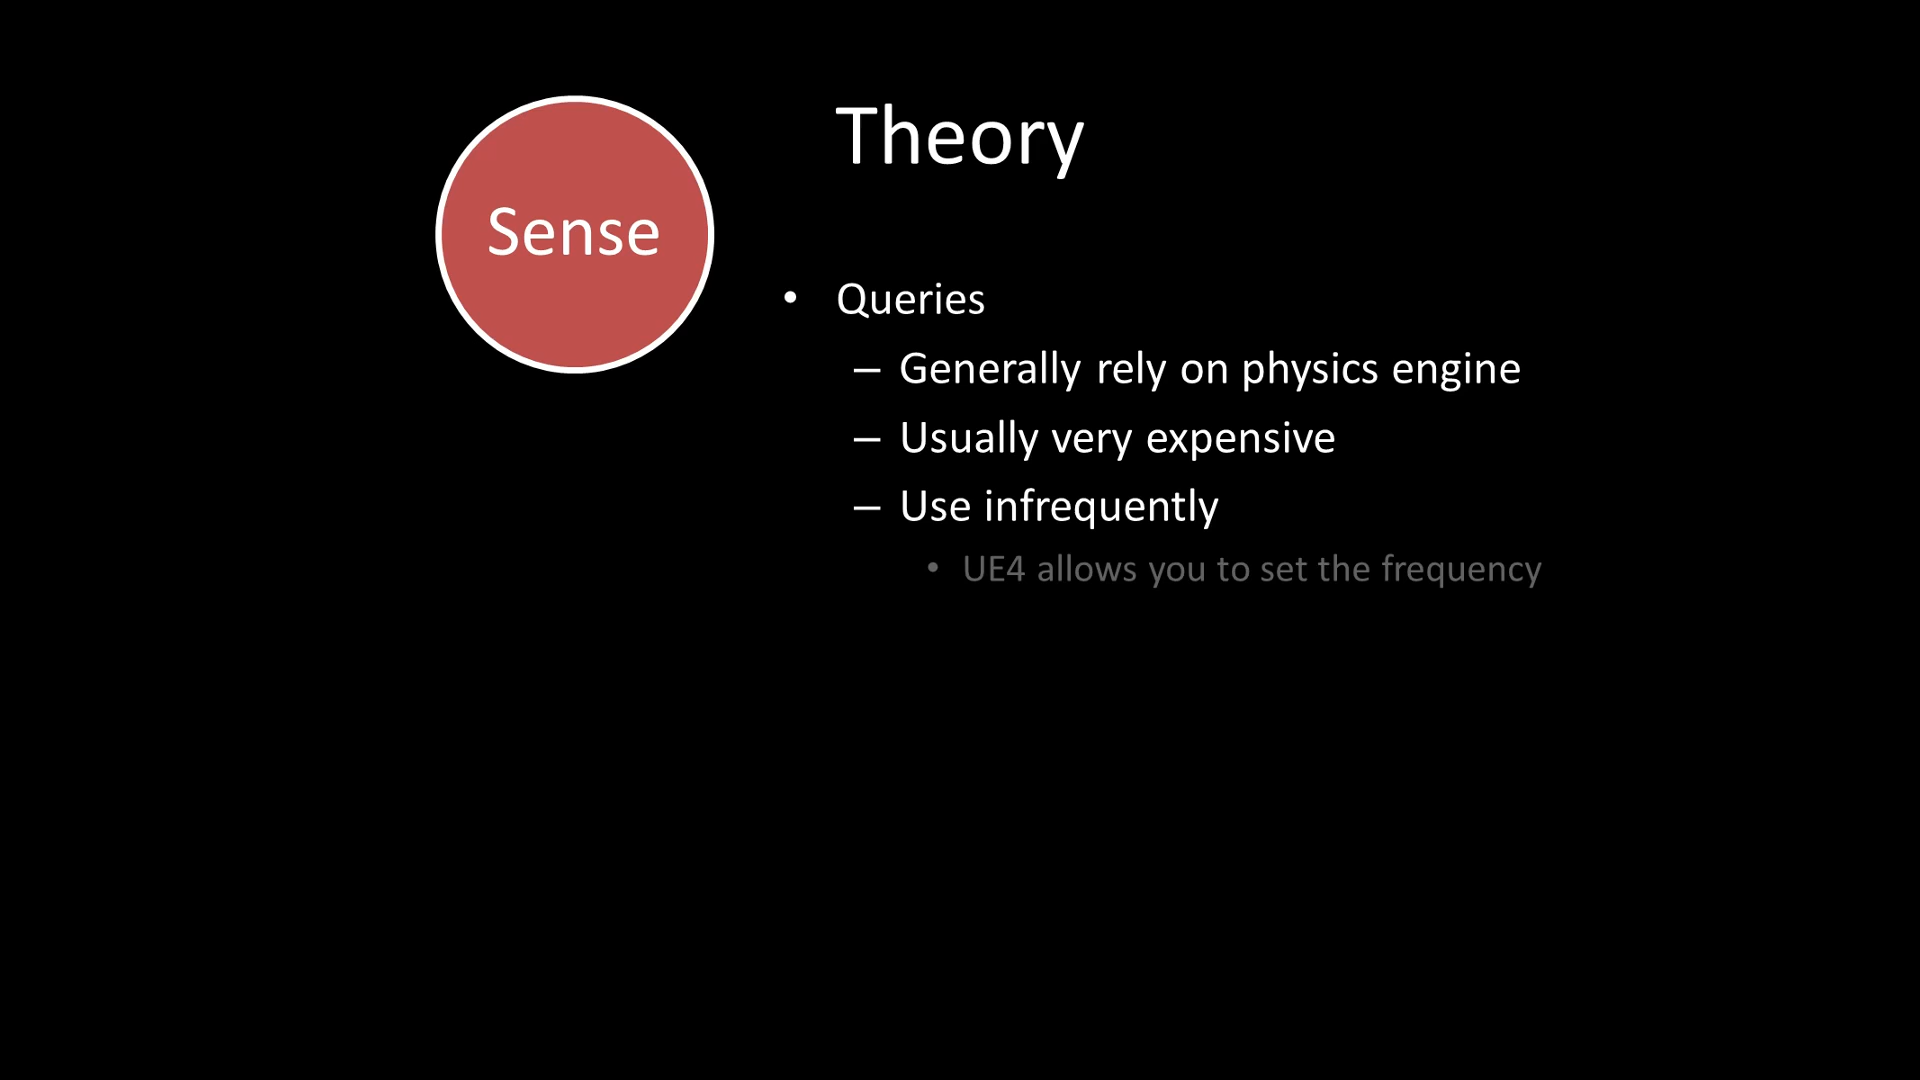 Theory
Sense
• Queries
– Generally rely on physics engine
– Usually very expensive
– Use infrequently
• UE4 allows you to set the frequency